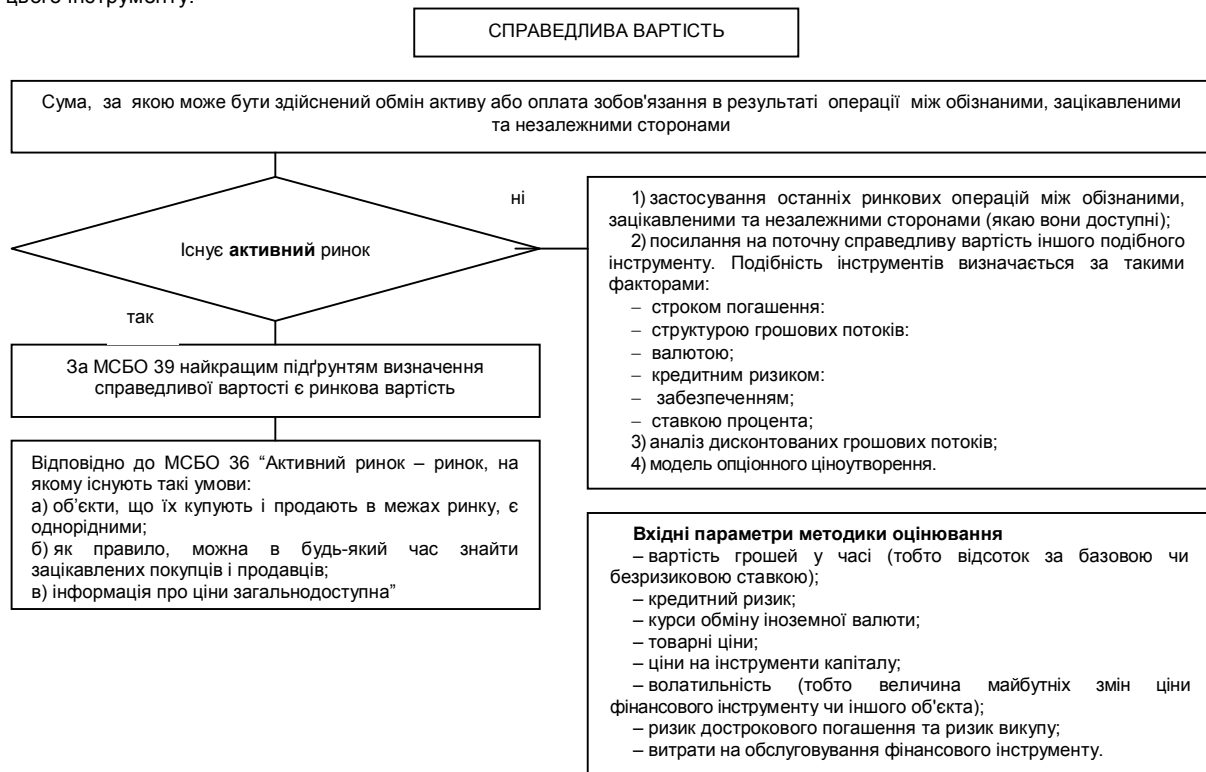 цього інструменту.
СПРАВЕДЛИВА ВАРТІСТЬ
Сума, за якою може бути здійснений обмін активу або оплата зобов'язання в результаті операції між обізнаними, зацікавленими
та незалежними сторонами
Існує активний ринок
ні
так
За МСБО 39 найкращим підґрунтям визначення
справедливої вартості є ринкова вартість
Відповідно до МСБО 36 “Активний ринок – ринок, на
якому існують такі умови:
а) об’єкти, що їх купують і продають в межах ринку, є
однорідними;
б) як правило, можна в будь-який час знайти
зацікавлених покупців і продавців;
в) інформація про ціни загальнодоступна”
1) застосування останніх ринкових операцій між обізнаними,
зацікавленими та незалежними сторонами (якаю вони доступні);
2) посилання на поточну справедливу вартість іншого подібного
інструменту. Подібність інструментів визначається за такими
факторами:
– строком погашення:
– структурою грошових потоків:
– валютою;
– кредитним ризиком:
– забезпеченням;
– ставкою процента;
3) аналіз дисконтованих грошових потоків;
4) модель опціонного ціноутворення.
Вхідні параметри методики оцінювання
– вартість грошей у часі (тобто відсоток за базовою чи
безризиковою ставкою);
– кредитний ризик;
– курси обміну іноземної валюти;
– товарні ціни;
– ціни на інструменти капіталу;
– волатильність (тобто величина майбутніх змін ціни
фінансового інструменту чи іншого об'єкта);
– ризик дострокового погашення та ризик викупу;
– витрати на обслуговування фінансового інструменту.